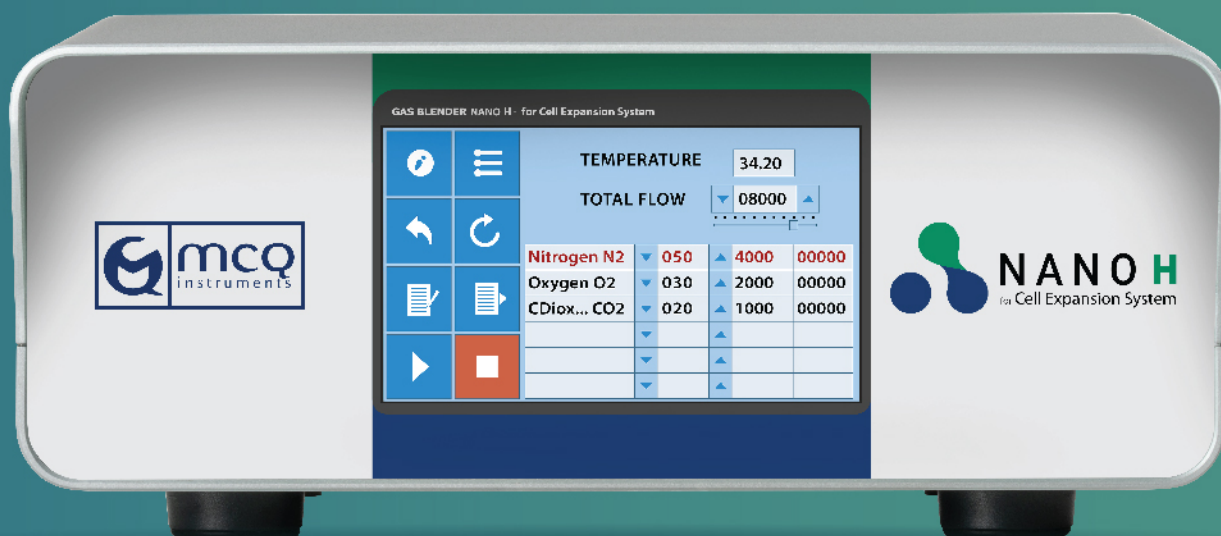 GAS BLENDER NANO H - for Cell Expansion System
TEMPERATURE 34.20
TOTAL FLOW 08000
Nitrogen N2 050 4000 00000
Oxygen O2 030 2000 00000
CDiox... CO2 020 1000 00000
mcq
instruments
NANO H
for Cell Expansion System